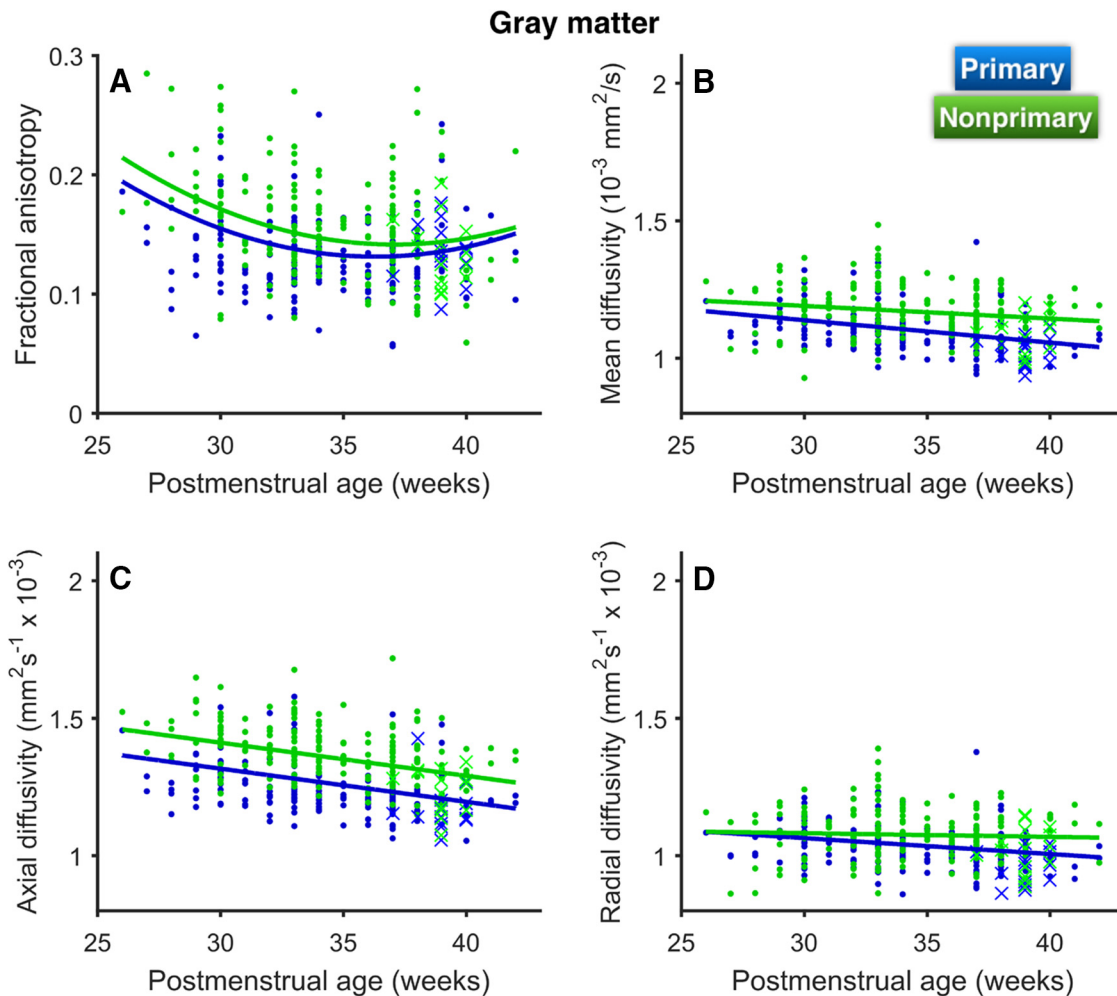 Gray matter
A
Fractional anisotropy
0.3
0.2
0.1
0
25 30 35 40
Postmenstrual age (weeks)
B
Primary
Nonprimary
Mean diffusivity (10⁻³ mm²/s)
2
1.5
1
25 30 35 40
Postmenstrual age (weeks)
C
Axial diffusivity (mm²s⁻¹ x 10⁻³)
2
1.5
1
25 30 35 40
Postmenstrual age (weeks)
D
Radial diffusivity (mm²s⁻¹ x 10⁻³)
2
1.5
1
25 30 35 40
Postmenstrual age (weeks)